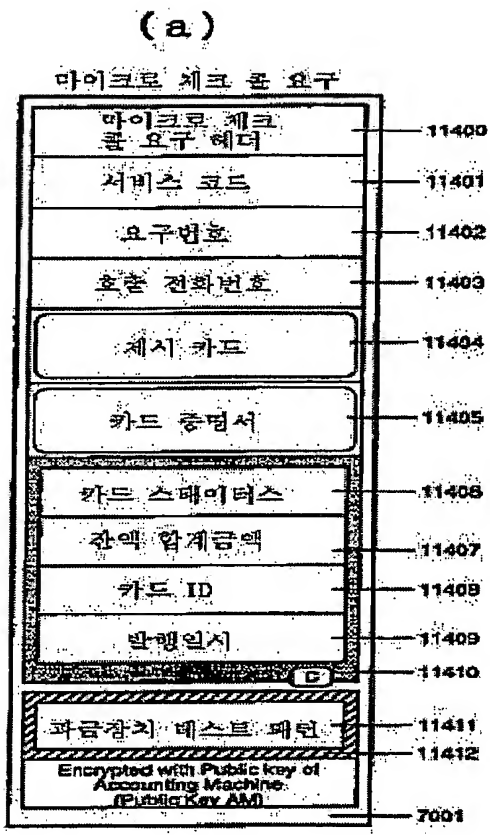 (a)
마이크로 체크 콜 요구
마이크로 체크
콜 요구 헤더
11400
서비스 코드
11401
요구번호
11402
호출 전화번호
11403
제시 카드
11404
카드 증명서
11405
카드 스테이터스
11406
잔액 합계금액
11407
카드 ID
11408
발행일시
11409
C
11410
과금장치 테스트 패턴
11411
11412
Encrypted with Public key of
Accounting Machine
(Public Key AM)
7001